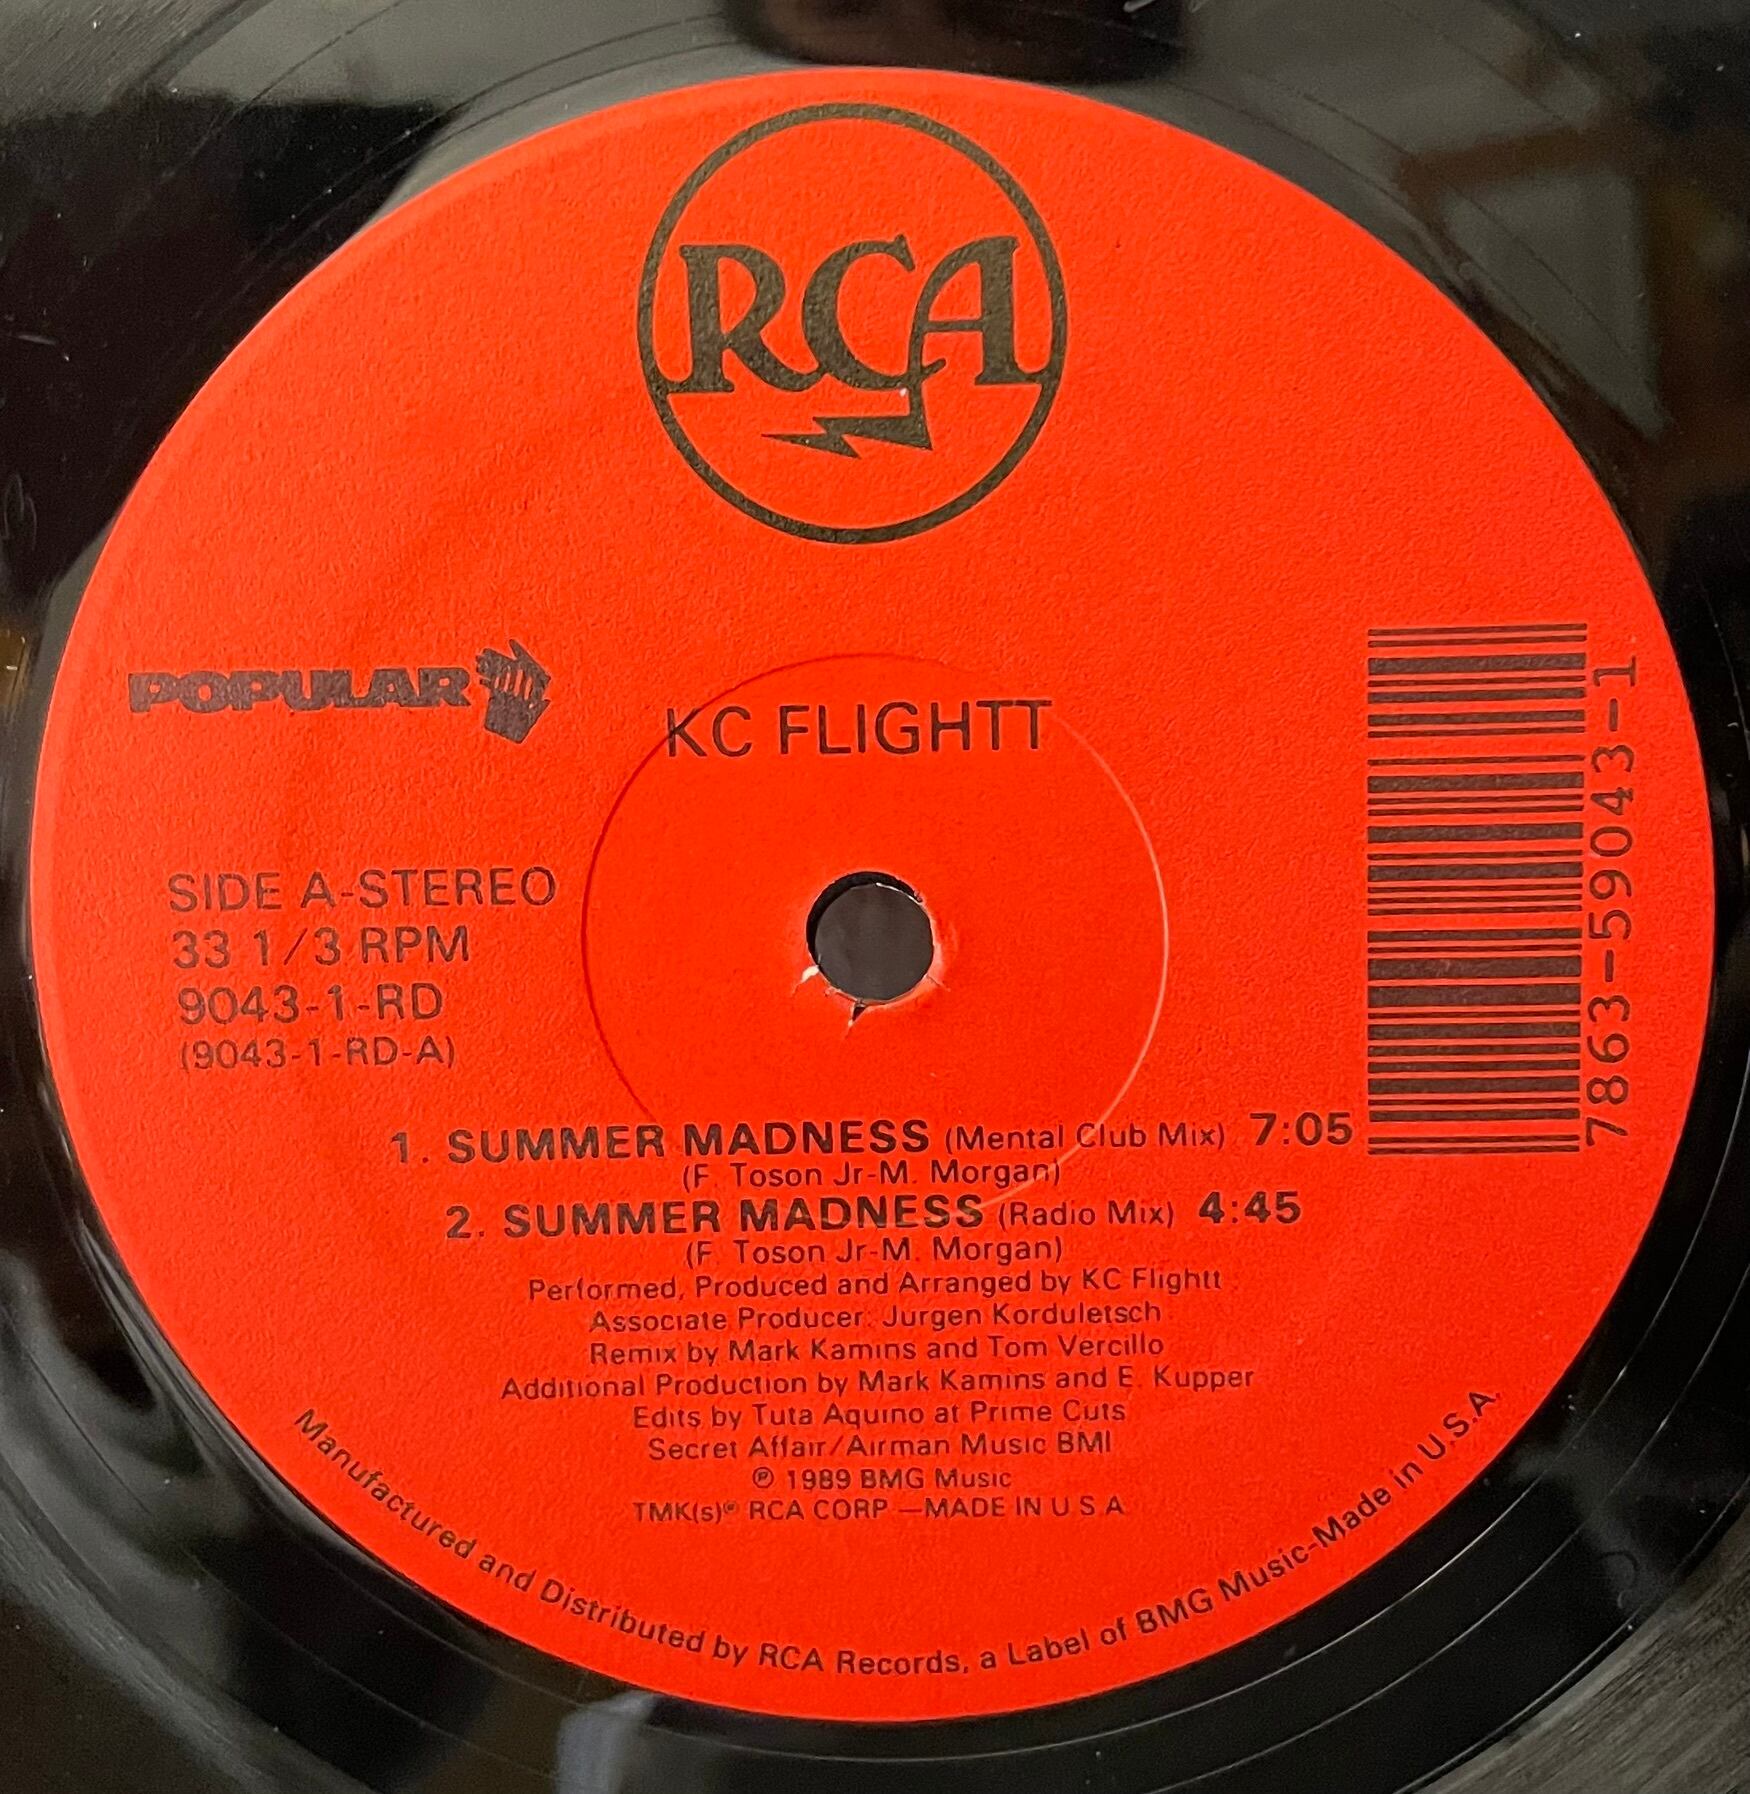 RCA
POPULAR
KC FLIGHTT
7863-59043-1
SIDE A-STEREO
33 1/3 RPM
9043-1-RD
(9043-1-RD-A)
1. SUMMER MADNESS (Mental Club Mix) 7:05
(F. Toson Jr-M. Morgan)
2. SUMMER MADNESS (Radio Mix) 4:45
(F. Toson Jr-M. Morgan)
Performed, Produced and Arranged by KC Flightt
Associate Producer: Jurgen Korduletsch
Remix by Mark Kamins and Tom Vercillo
Additional Production by Mark Kamins and E. Kupper
Edits by Tuta Aquino at Prime Cuts
Secret Affair/Airman Music BMI
℗ 1989 BMG Music
TMK(s)® RCA CORP —MADE IN U S A
Manufactured and Distributed by RCA Records, a Label of BMG Music-Made in U.S.A.